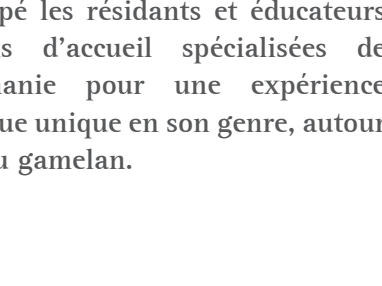 pé les résidants et éducateurs
s d’accueil spécialisées de
anie pour une expérience
ue unique en son genre, autour
u gamelan.